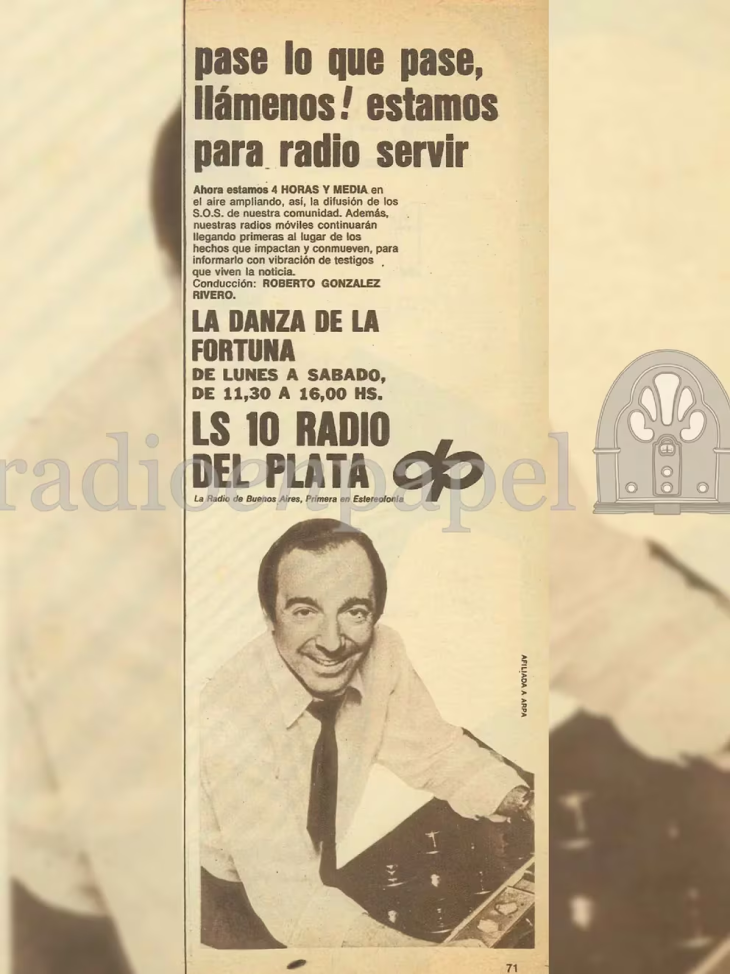 pase lo que pase,
llámenos! estamos
para radio servir
Ahora estamos 4 HORAS Y MEDIA en
el aire ampliando, así, la difusión de los
S.O.S. de nuestra comunidad. Además,
nuestras radios móviles continuarán
llegando primeras al lugar de los
hechos que impactan y conmueven, para
informarlo con vibración de testigos
que viven la noticia.
Conducción: ROBERTO GONZALEZ
RIVERO.
LA DANZA DE LA
FORTUNA
DE LUNES A SABADO,
DE 11,30 A 16,00 HS.
LS 10 RADIO
DEL PLATA dp
La Radio de Buenos Aires, Primera en Estereofonía
radioenpapel
AFILIADA A ARPA
71